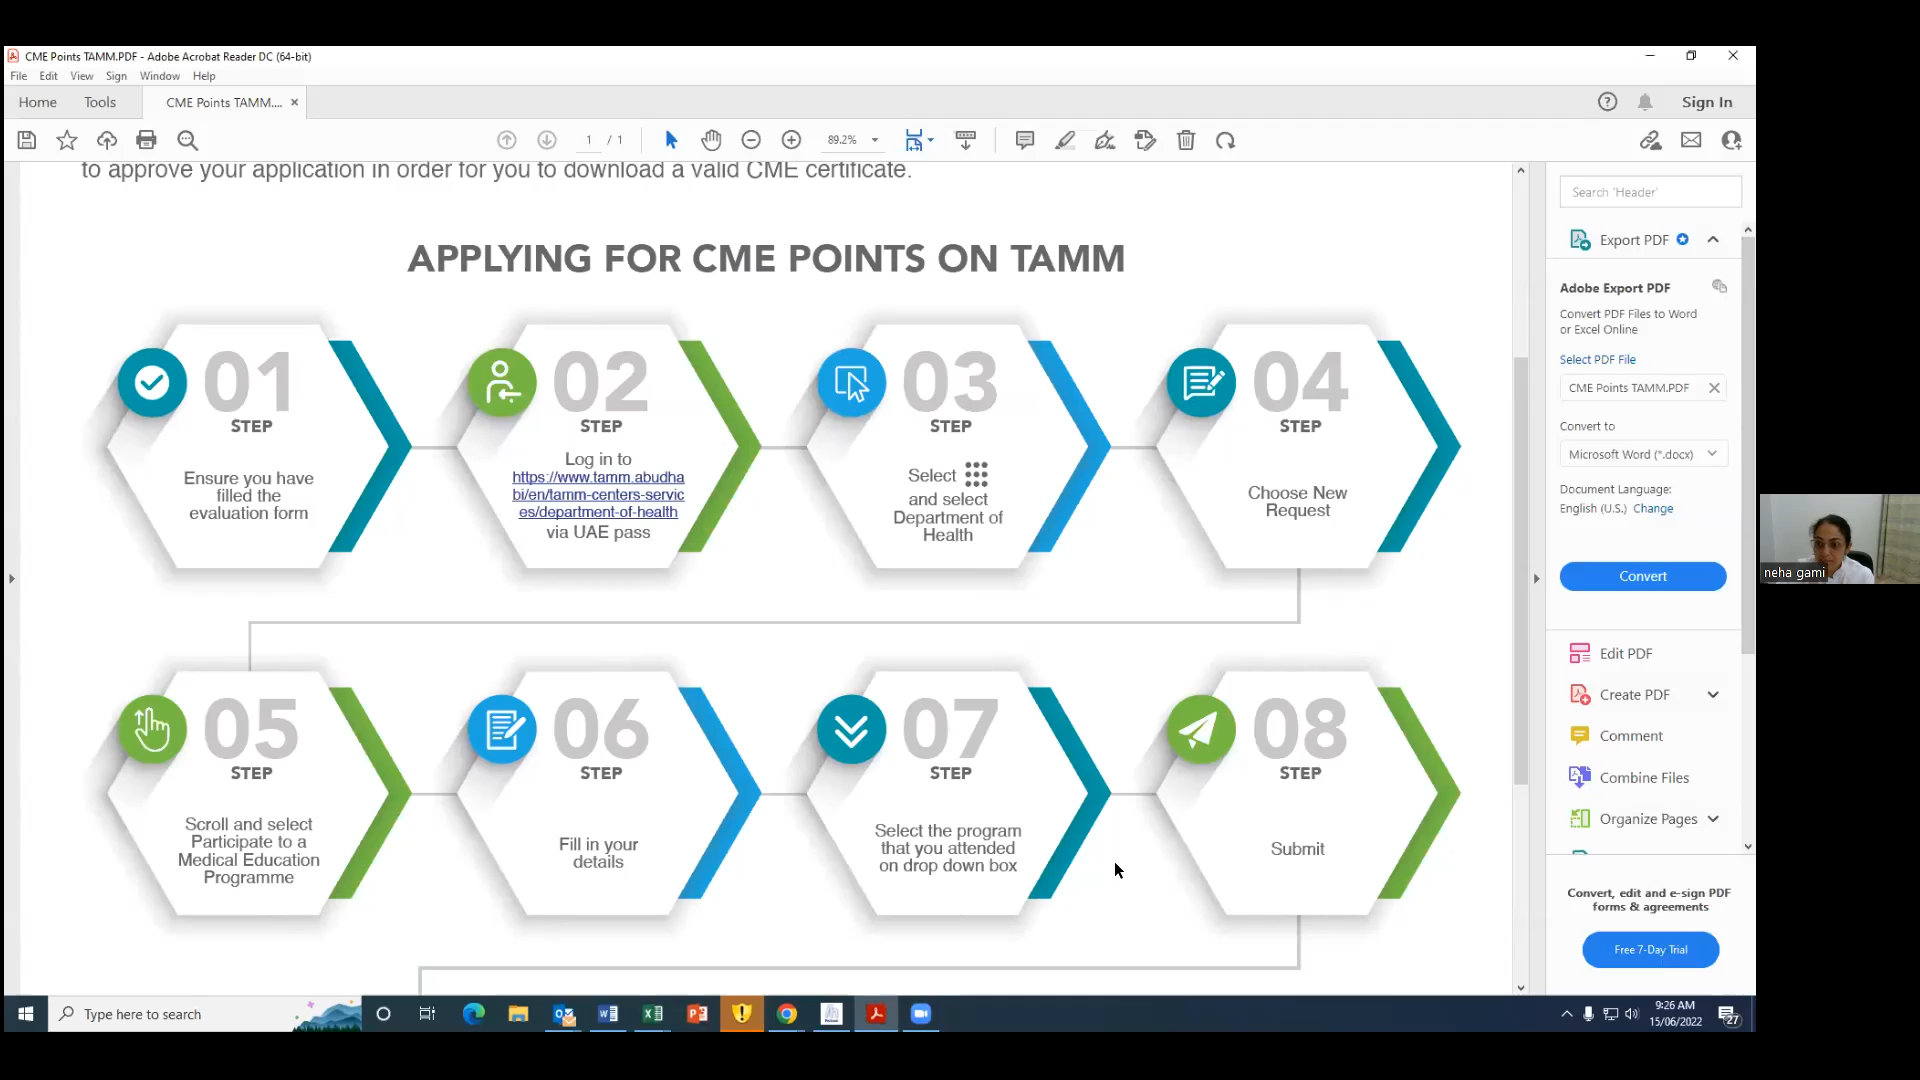 CME Points TAMM.PDF - Adobe Acrobat Reader DC (64-bit)
File Edit View Sign Window Help
Home Tools CME Points TAMM.... × Sign In
1 / 1 89.2%
to approve your application in order for you to download a valid CME certificate.
APPLYING FOR CME POINTS ON TAMM
01
STEP
Ensure you have
filled the
evaluation form
02
STEP
Log in to
https://www.tamm.abudha
bi/en/tamm-centers-servic
es/department-of-health
via UAE pass
03
STEP
Select
and select
Department of
Health
04
STEP
Choose New
Request
05
STEP
Scroll and select
Participate to a
Medical Education
Programme
06
STEP
Fill in your
details
07
STEP
Select the program
that you attended
on drop down box
08
STEP
Submit
Search 'Header'
Export PDF
Adobe Export PDF
Convert PDF Files to Word
or Excel Online
Select PDF File
CME Points TAMM.PDF
Convert to
Microsoft Word (*.docx)
Document Language:
English (U.S.) Change
Convert
Edit PDF
Create PDF
Comment
Combine Files
Organize Pages
Convert, edit and e-sign PDF
forms & agreements
Free 7-Day Trial
neha gami
Type here to search
9:26 AM
15/06/2022
27